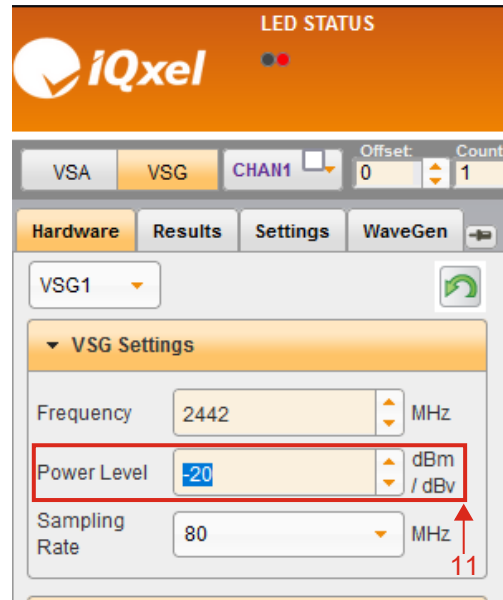 LED STATUS
iQxel
VSA VSG CHAN1 Offset: 0 Count 1
Hardware Results Settings WaveGen
VSG1
VSG Settings
Frequency 2442 MHz
Power Level -20 dBm / dBv
Sampling Rate 80 MHz
11